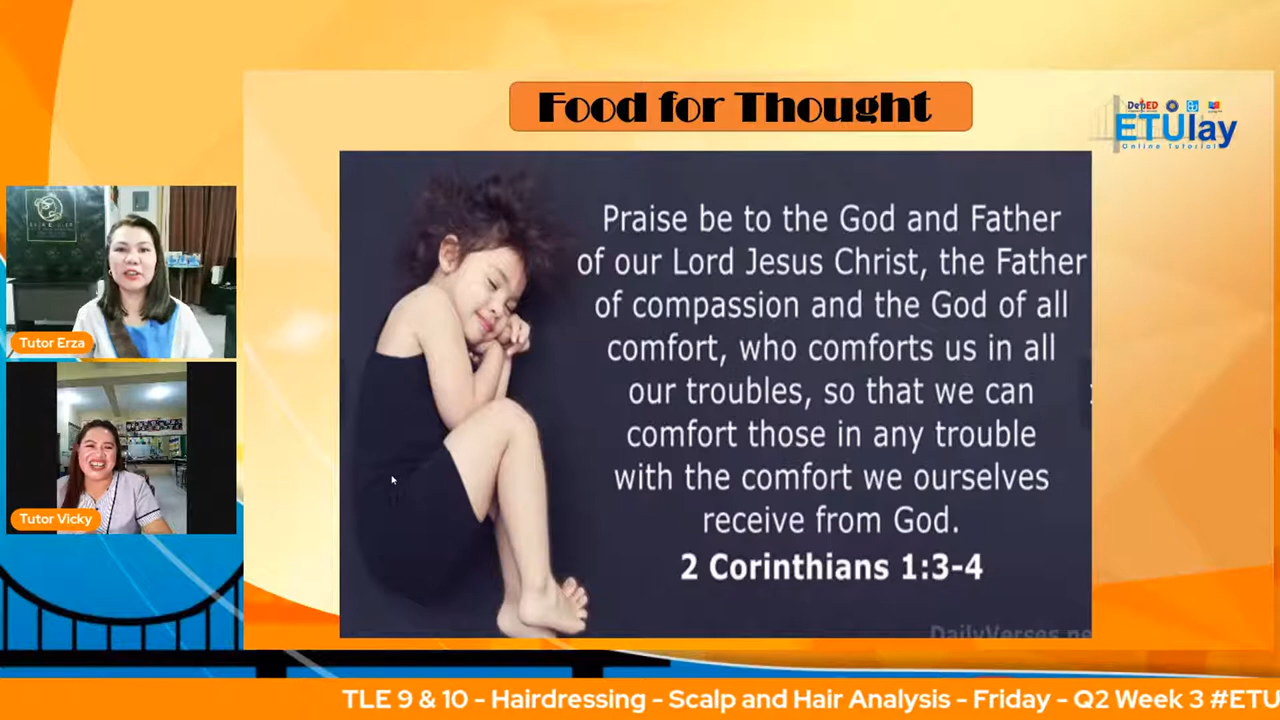 Food for Thought
DepED
ETUlay
Online Tutorial
Praise be to the God and Father
of our Lord Jesus Christ, the Father
of compassion and the God of all
comfort, who comforts us in all
our troubles, so that we can
comfort those in any trouble
with the comfort we ourselves
receive from God.
2 Corinthians 1:3-4
DailyVerses.ne
Tutor Erza
Tutor Vicky
TLE 9 & 10 - Hairdressing - Scalp and Hair Analysis - Friday - Q2 Week 3 #ETU